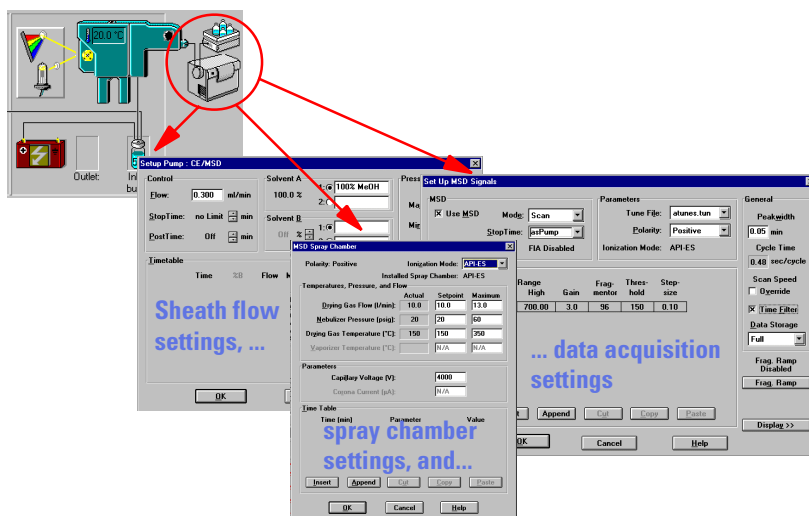 20.0 °C
Outlet:
Setup Pump : CE/MSD
Control
Flow: 0.300 ml/min
StopTime: no Limit min
PostTime: Off min
Solvent A
100.0 % 1: 100% MeOH
2:
Solvent B
Off % 1:
Timetable
Time %B Flow
Sheath flow
settings, ...
OK
MSD Spray Chamber
Polarity: Positive Ionization Mode: API-ES
Installed Spray Chamber: API-ES
Temperatures, Pressure, and Flow
Actual Setpoint Maximum
Drying Gas Flow (l/min): 10.0 10.0 13.0
Nebulizer Pressure (psig): 20 20 60
Drying Gas Temperature (°C): 150 150 350
Vaporizer Temperature (°C): N/A N/A
Parameters
Capillary Voltage (V): 4000
Corona Current (µA): N/A
Time Table
Time (min) Parameter Value
spray chamber
settings, and...
Insert Append Cut Copy Paste
OK Cancel Help
Set Up MSD Signals
MSD
Use MSD Mode: Scan
StopTime: asPump
FIA Disabled
Parameters
Tune File: atunes.tun
Polarity: Positive
Ionization Mode: API-ES
General
Peakwidth
0.05 min
Cycle Time
0.48 sec/cycle
Scan Speed
Override
Time Filter
Data Storage
Full
Frag. Ramp
Disabled
Frag. Ramp
Display >>
Range
High Gain Frag-
mentor Thres-
hold Step-
size
700.00 3.0 96 150 0.10
... data acquisition
settings
Append Cut Copy Paste
OK Cancel Help